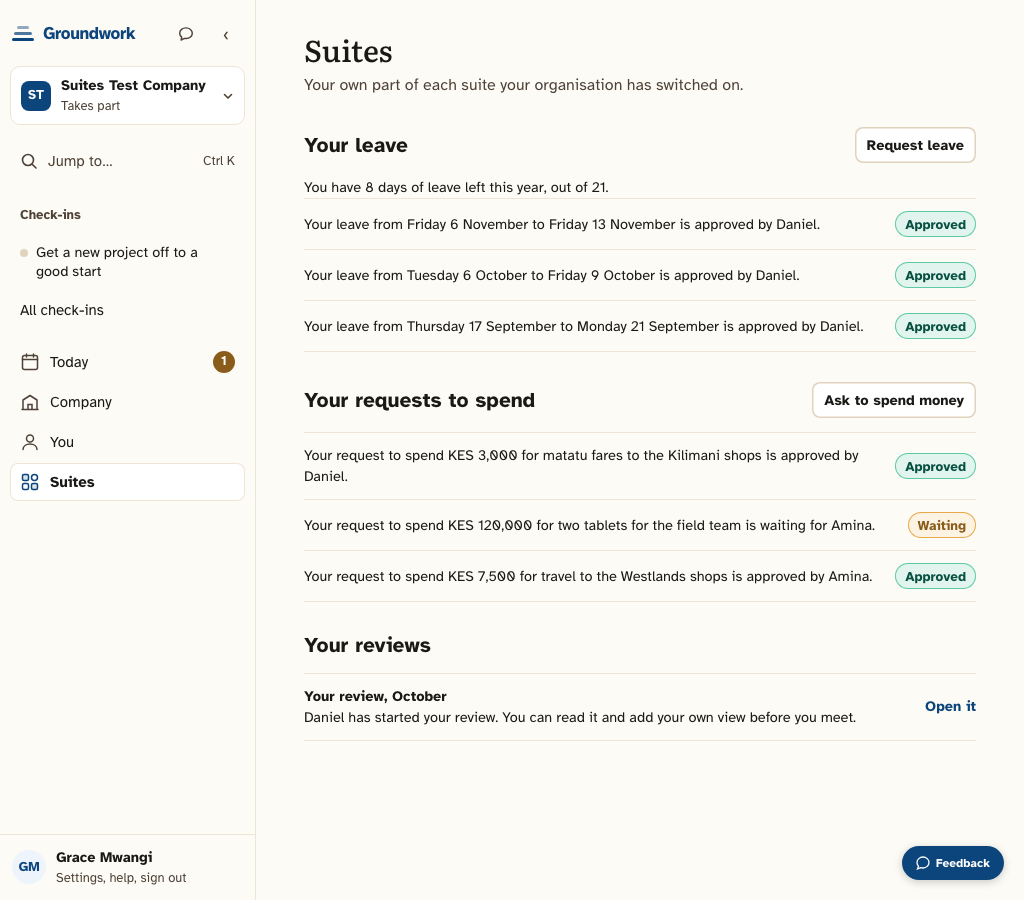 Groundwork
ST
Suites Test Company
Takes part
Jump to...
Ctrl K
Check-ins
Get a new project off to a
good start
All check-ins
Today
1
Company
You
Suites
GM
Grace Mwangi
Settings, help, sign out
Suites
Your own part of each suite your organisation has switched on.
Your leave
Request leave
You have 8 days of leave left this year, out of 21.
Your leave from Friday 6 November to Friday 13 November is approved by Daniel.
Approved
Your leave from Tuesday 6 October to Friday 9 October is approved by Daniel.
Approved
Your leave from Thursday 17 September to Monday 21 September is approved by Daniel.
Approved
Your requests to spend
Ask to spend money
Your request to spend KES 3,000 for matatu fares to the Kilimani shops is approved by
Daniel.
Approved
Your request to spend KES 120,000 for two tablets for the field team is waiting for Amina.
Waiting
Your request to spend KES 7,500 for travel to the Westlands shops is approved by Amina.
Approved
Your reviews
Your review, October
Daniel has started your review. You can read it and add your own view before you meet.
Open it
Feedback